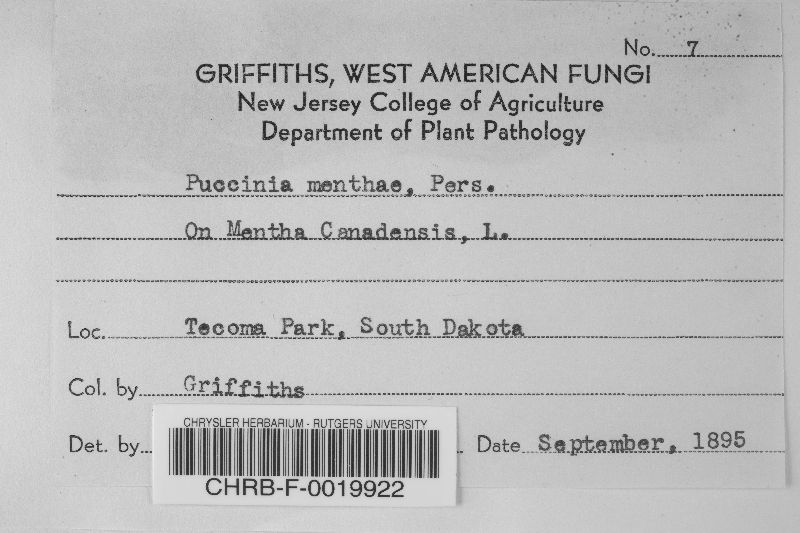 No. 7
GRIFFITHS, WEST AMERICAN FUNGI
New Jersey College of Agriculture
Department of Plant Pathology
Puccinia menthae, Pers.
On Mentha Canadensis, L.
Loc. Tecoma Park, South Dakota
Col. by Griffiths
Det. by Date September, 1895
CHRYSLER HERBARIUM - RUTGERS UNIVERSITY
CHRB-F-0019922